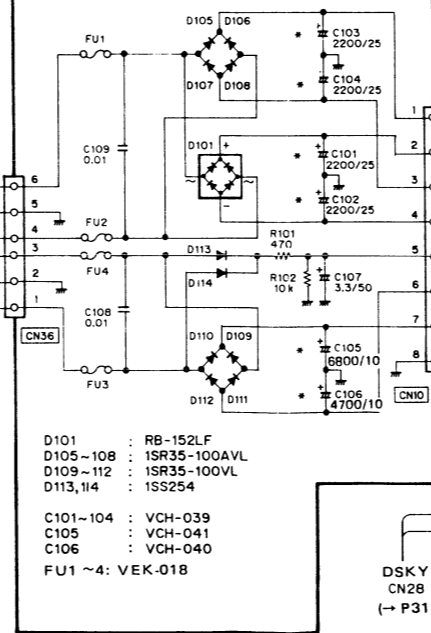 D105 D106
FU1
* C103
2200/25
* C104
2200/25
D107 D108
1
C109
0.01
D101 +
* C101
2200/25
2
~ ~
* C102
2200/25
3
6
-
4
5
FU2
R101
470
4
3
FU4
D113
5
D114
R102
10k
C107
3.3/50
6
2
C108
0.01
1
D110 D109
7
CN36
* C105
6800/10
8
FU3
D112 D111
* C106
4700/10
CN10
D101 : RB-152LF
D105~108 : 1SR35-100AVL
D109~112 : 1SR35-100VL
D113,114 : 1SS254
C101~104 : VCH-039
C105 : VCH-041
C106 : VCH-040
FU1 ~4: VEK-018
DSKY
CN28
(→ P31